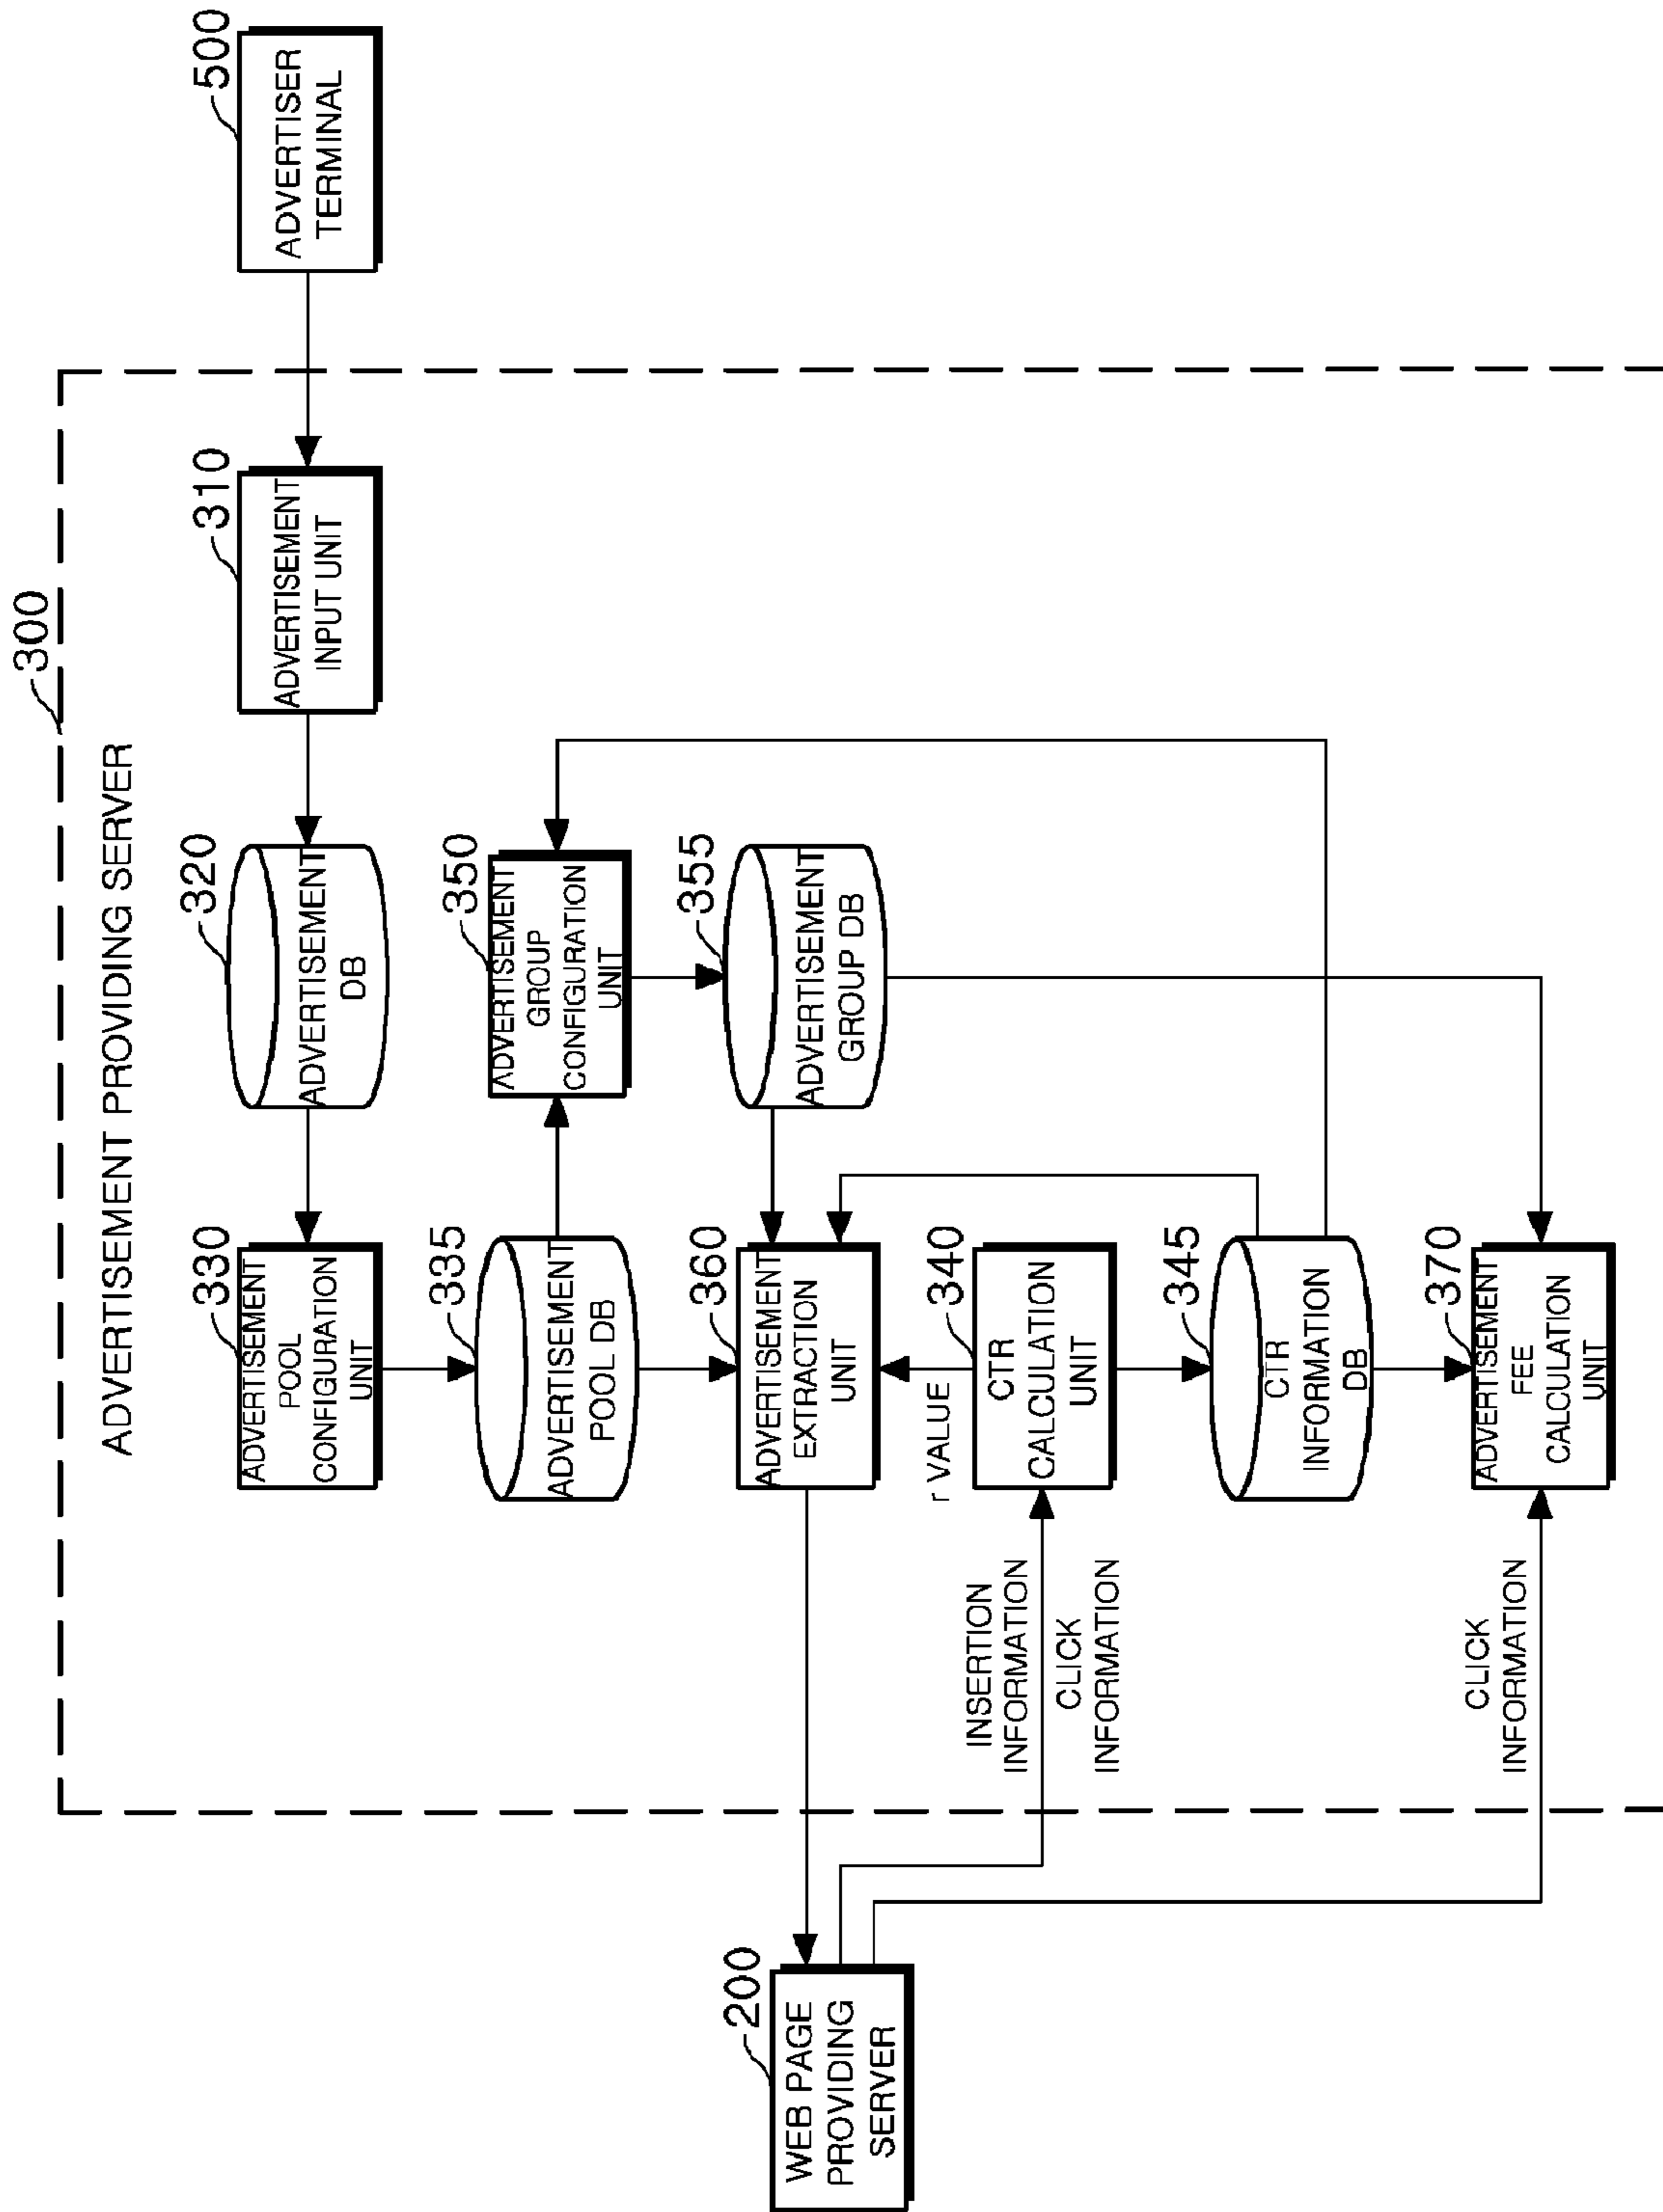 300
ADVERTISEMENT PROVIDING SERVER
500
ADVERTISER
TERMINAL
310
ADVERTISEMENT
INPUT UNIT
320
ADVERTISEMENT
DB
330
ADVERTISEMENT
POOL
CONFIGURATION
UNIT
335
ADVERTISEMENT
POOL DB
350
ADVERTISEMENT
GROUP
CONFIGURATION
UNIT
355
ADVERTISEMENT
GROUP DB
360
ADVERTISEMENT
EXTRACTION
UNIT
r VALUE
340
CTR
CALCULATION
UNIT
345
CTR
INFORMATION
DB
370
ADVERTISEMENT
FEE
CALCULATION
UNIT
INSERTION
INFORMATION
CLICK
INFORMATION
CLICK
INFORMATION
200
WEB PAGE
PROVIDING
SERVER